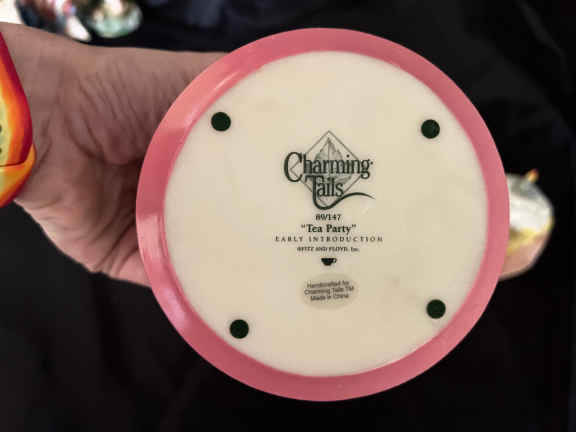 Charming
Tails
89/147
"Tea Party"
EARLY INTRODUCTION
©FITZ AND FLOYD, Inc.
Handcrafted for
Charming Tails TM
Made in China